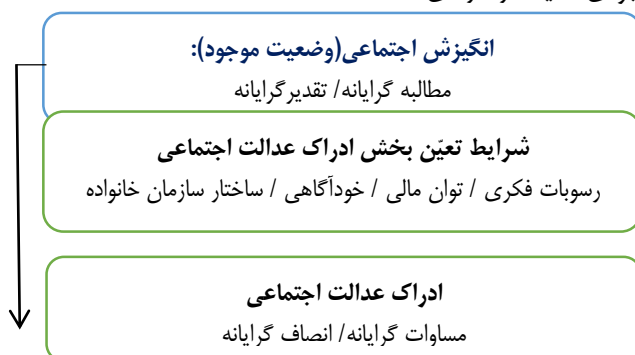 انگیزش اجتماعی(وضعیت موجود):
مطالبه گرایانه/ تقدیرگرایانه
شرایط تعیّن بخش ادراک عدالت اجتماعی
رسوبات فکری / توان مالی / خودآگاهی / ساختار سازمان خانواده
ادراک عدالت اجتماعی
مساوات گرایانه/ انصاف گرایانه